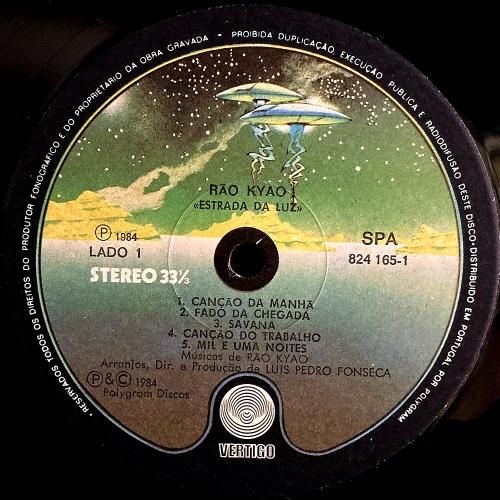 • RESERVADOS TODOS OS DIREITOS DO PRODUTOR FONOGRÁFICO E DO PROPRIETÁRIO DA OBRA GRAVADA - PROIBIDA DUPLICAÇÃO, EXECUÇÃO PÚBLICA E RADIODIFUSÃO DESTE DISCO - DISTRIBUIDO EM PORTUGAL POR POLYGRAM •
RÃO KYAO
«ESTRADA DA LUZ»
Ⓟ 1984
LADO 1
SPA
824 165-1
STEREO 33⅓
1. CANÇÃO DA MANHÃ
2. FADO DA CHEGADA
3. SAVANA
4. CANÇÃO DO TRABALHO
5. MIL E UMA NOITES
Músicas de RÃO KYAO
Arranjos, Dir. e Produção de LUÍS PEDRO FONSECA
Ⓟ&© 1984
Polygram Discos
VERTIGO